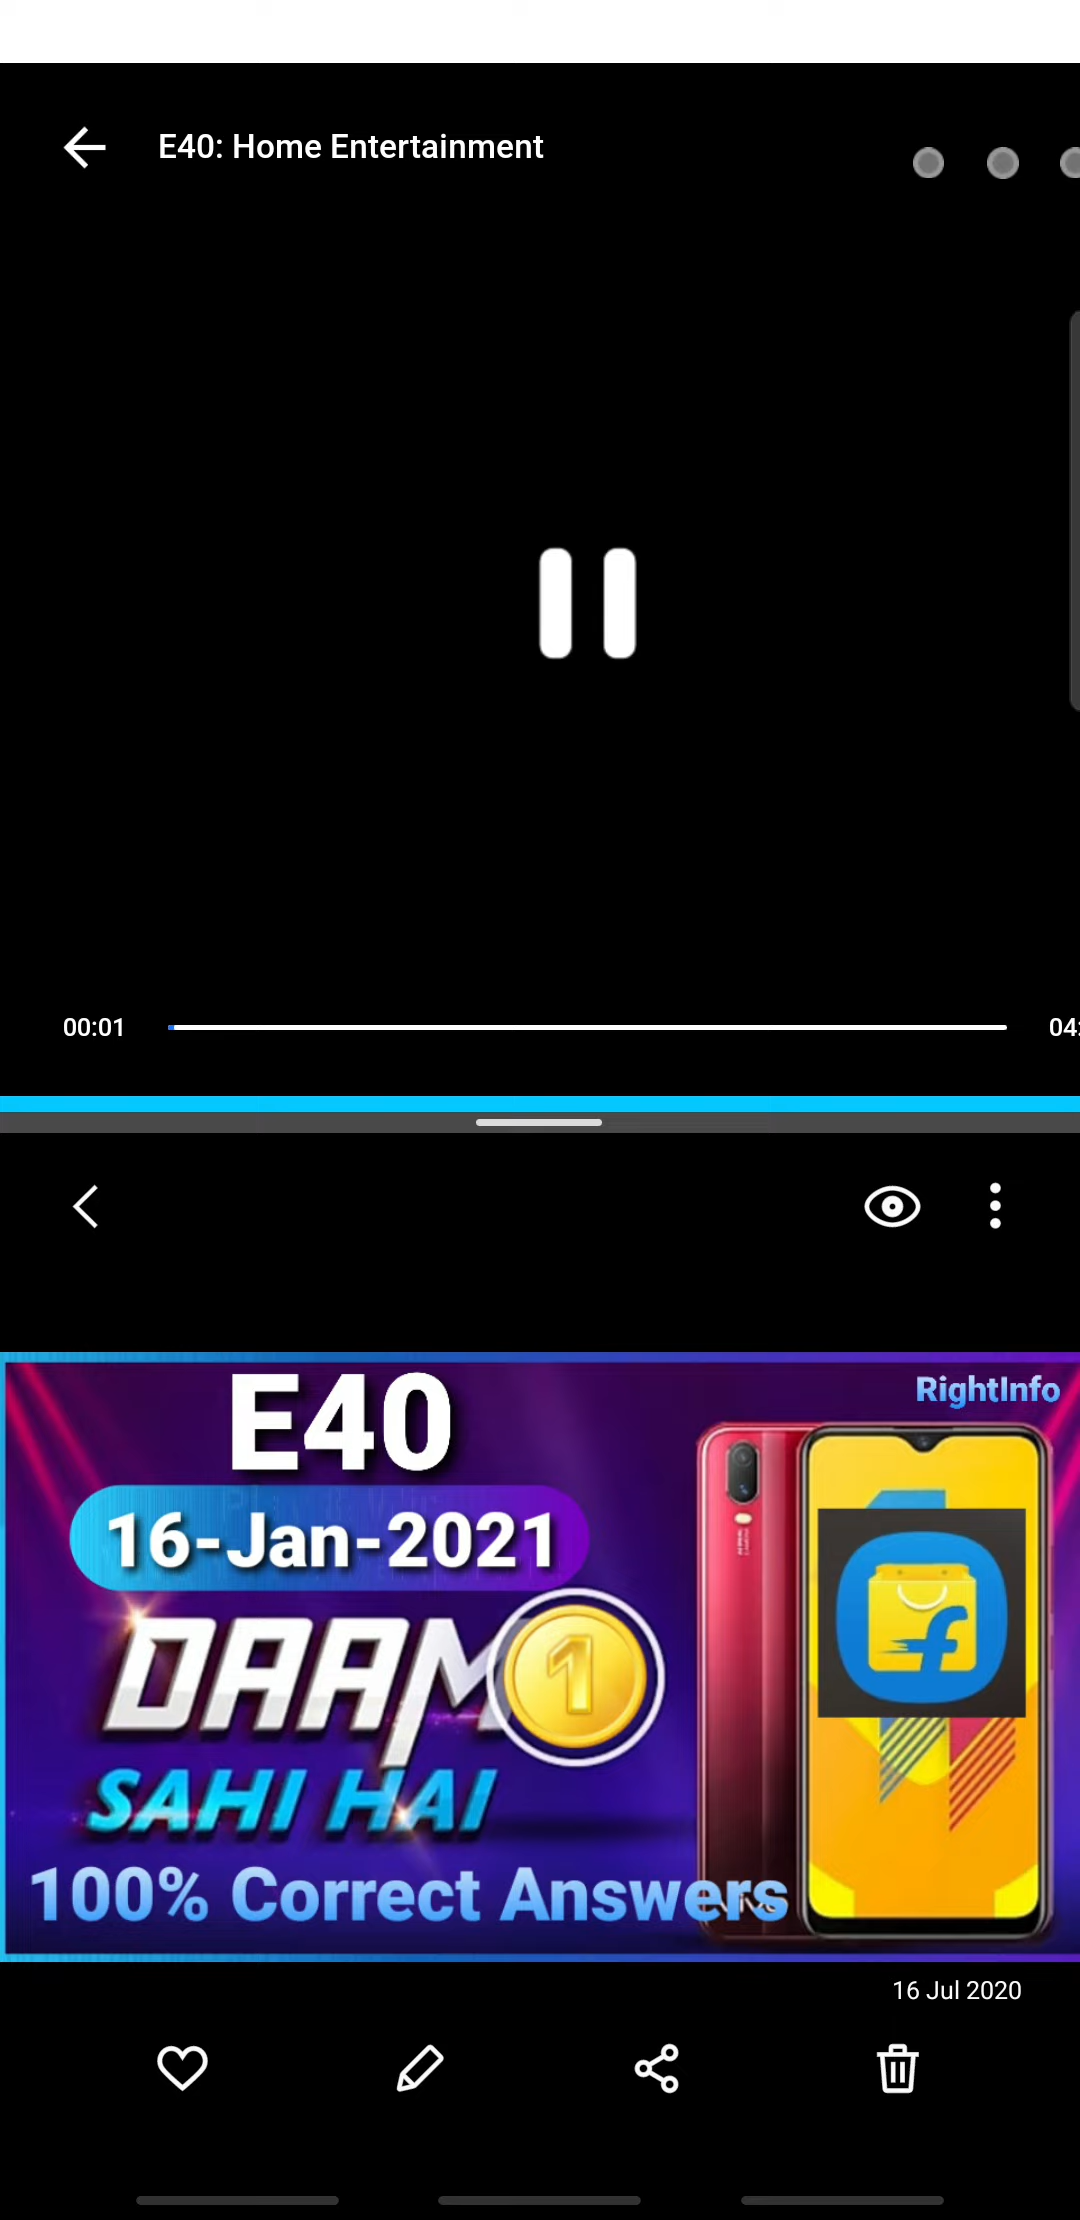 E40: Home Entertainment
00:01
04:
E40
RightInfo
16-Jan-2021
DAAM
1
SAHI HAI
100% Correct Answers
16 Jul 2020